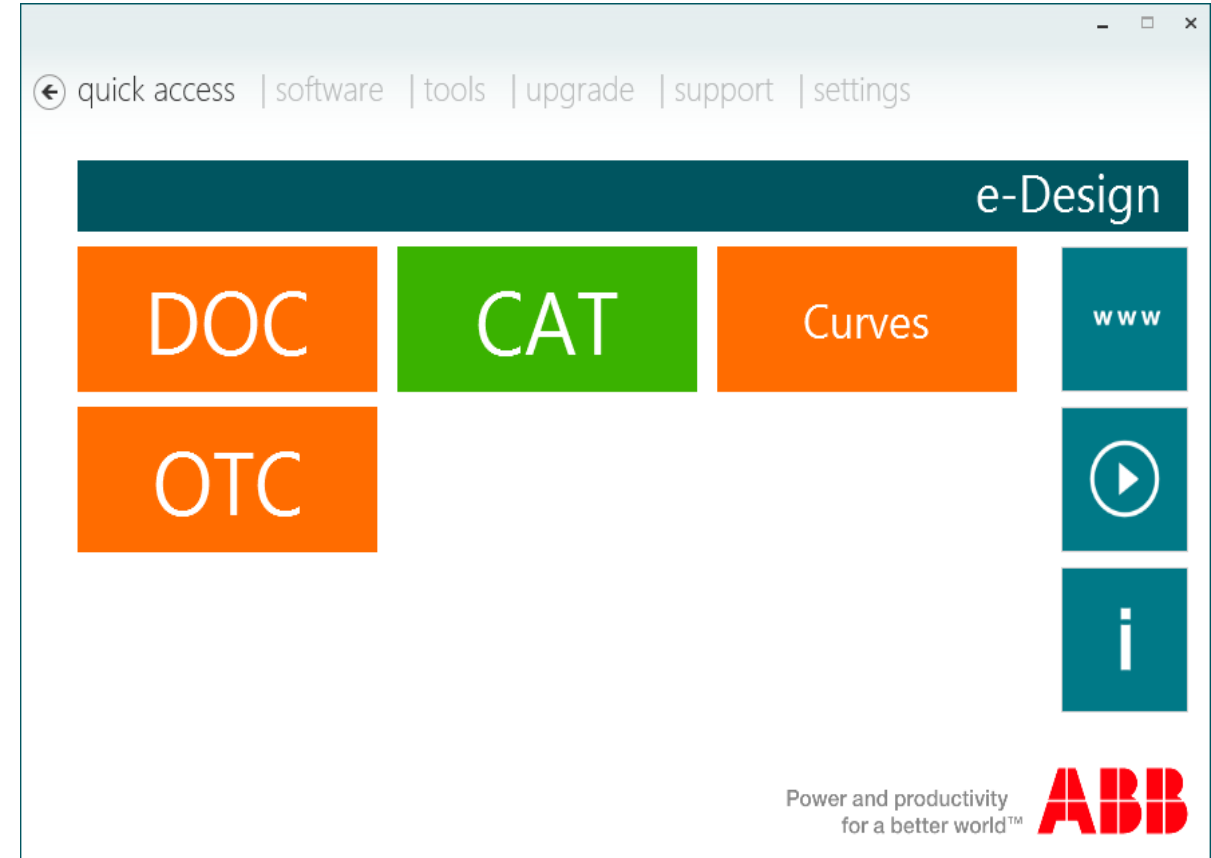 quick access | software | tools | upgrade | support | settings
e-Design
DOC
CAT
Curves
www
OTC
i
Power and productivity
for a better world™
ABB